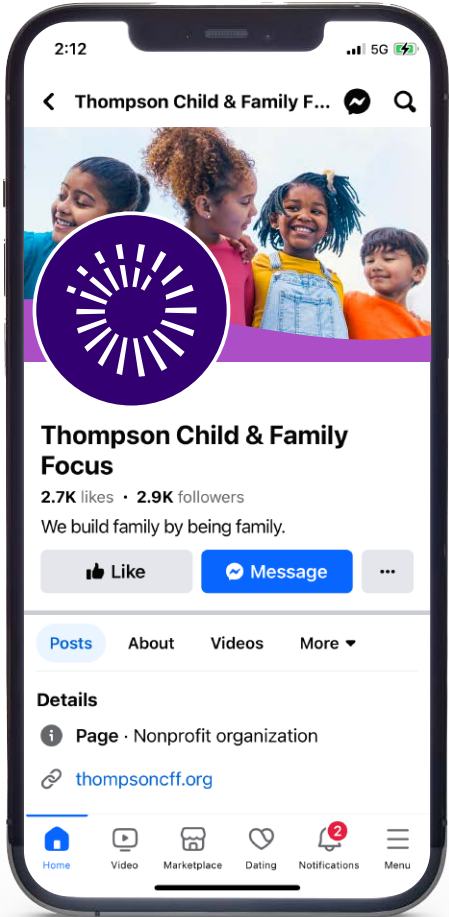 2:12
5G
Thompson Child & Family F...
Thompson Child & Family
Focus
2.7K likes · 2.9K followers
We build family by being family.
Like
Message
Posts
About
Videos
More
Details
Page · Nonprofit organization
thompsoncff.org
2
Home
Video
Marketplace
Dating
Notifications
Menu